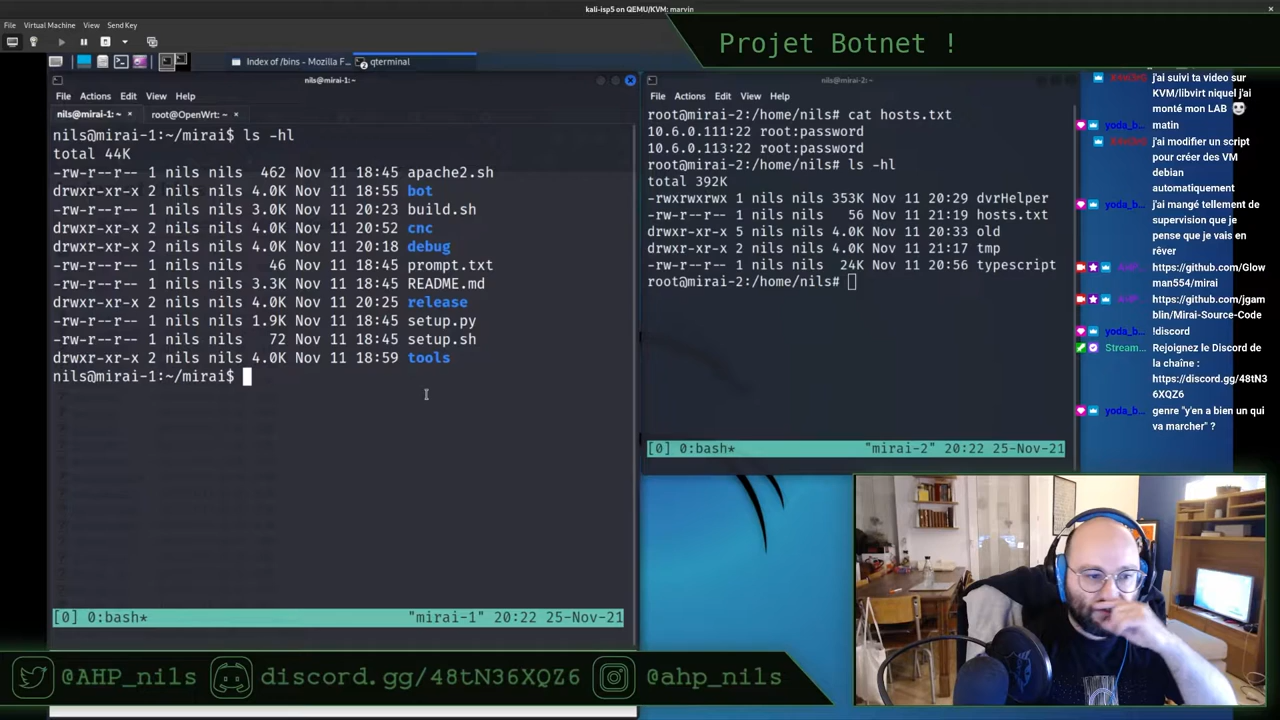 kali-isp5 on QEMU/KVM: marvin
File Virtual Machine View Send Key
Projet Botnet !
Index of /bins - Mozilla F...
qterminal
nils@mirai-1: ~
File Actions Edit View Help
nils@mirai-1: ~ × root@OpenWrt: ~ ×
nils@mirai-1:~/mirai$ ls -hl
total 44K
-rw-r--r-- 1 nils nils 462 Nov 11 18:45 apache2.sh
drwxr-xr-x 2 nils nils 4.0K Nov 11 18:55 bot
-rw-r--r-- 1 nils nils 3.0K Nov 11 20:23 build.sh
drwxr-xr-x 2 nils nils 4.0K Nov 11 20:52 cnc
drwxr-xr-x 2 nils nils 4.0K Nov 11 20:18 debug
-rw-r--r-- 1 nils nils 46 Nov 11 18:45 prompt.txt
-rw-r--r-- 1 nils nils 3.3K Nov 11 18:45 README.md
drwxr-xr-x 2 nils nils 4.0K Nov 11 20:25 release
-rw-r--r-- 1 nils nils 1.9K Nov 11 18:45 setup.py
-rw-r--r-- 1 nils nils 72 Nov 11 18:45 setup.sh
drwxr-xr-x 2 nils nils 4.0K Nov 11 18:59 tools
nils@mirai-1:~/mirai$
[0] 0:bash* "mirai-1" 20:22 25-Nov-21
nils@mirai-2: ~
File Actions Edit View Help
root@mirai-2:/home/nils# cat hosts.txt
10.6.0.111:22 root:password
10.6.0.113:22 root:password
root@mirai-2:/home/nils# ls -hl
total 392K
-rwxrwxrwx 1 nils nils 353K Nov 11 20:29 dvrHelper
-rw-r--r-- 1 nils nils 56 Nov 11 21:19 hosts.txt
drwxr-xr-x 5 nils nils 4.0K Nov 11 20:33 old
drwxr-xr-x 2 nils nils 4.0K Nov 11 21:17 tmp
-rw-r--r-- 1 nils nils 24K Nov 11 20:56 typescript
root@mirai-2:/home/nils#
[0] 0:bash* "mirai-2" 20:22 25-Nov-21
j'ai suivi ta video sur
KVM/libvirt niquel j'ai
monté mon LAB
yoda_b... matin
j'ai modifier un script
pour créer des VM
debian
automatiquement
yoda_b... j'ai mangé tellement de
supervision que je
pense que je vais en
rêver
https://github.com/Glow
man554/mirai
https://github.com/jgam
blin/Mirai-Source-Code
yoda_b... !discord
Stream... Rejoignez le Discord de
la chaîne :
https://discord.gg/48tN3
6XQZ6
yoda_b... genre "y'en a bien un qui
va marcher" ?
@AHP_nils discord.gg/48tN36XQZ6 @ahp_nils